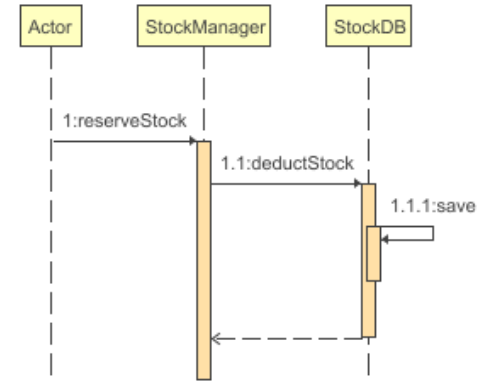 Actor
StockManager
StockDB
1:reserveStock
1.1:deductStock
1.1.1:save